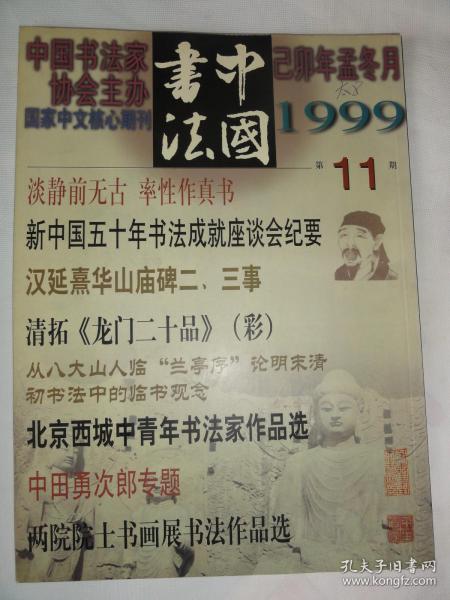 中国书法家
协会主办
国家中文核心期刊
中國書法
己卯年孟冬月
1999
第11期
淡静前无古 率性作真书
新中国五十年书法成就座谈会纪要
汉延熹华山庙碑二、三事
清拓《龙门二十品》（彩）
从八大山人临“兰亭序”论明末清
初书法中的临书观念
北京西城中青年书法家作品选
中田勇次郎专题
两院院士书画展书法作品选
孔夫子旧书网
www.kongfz.com